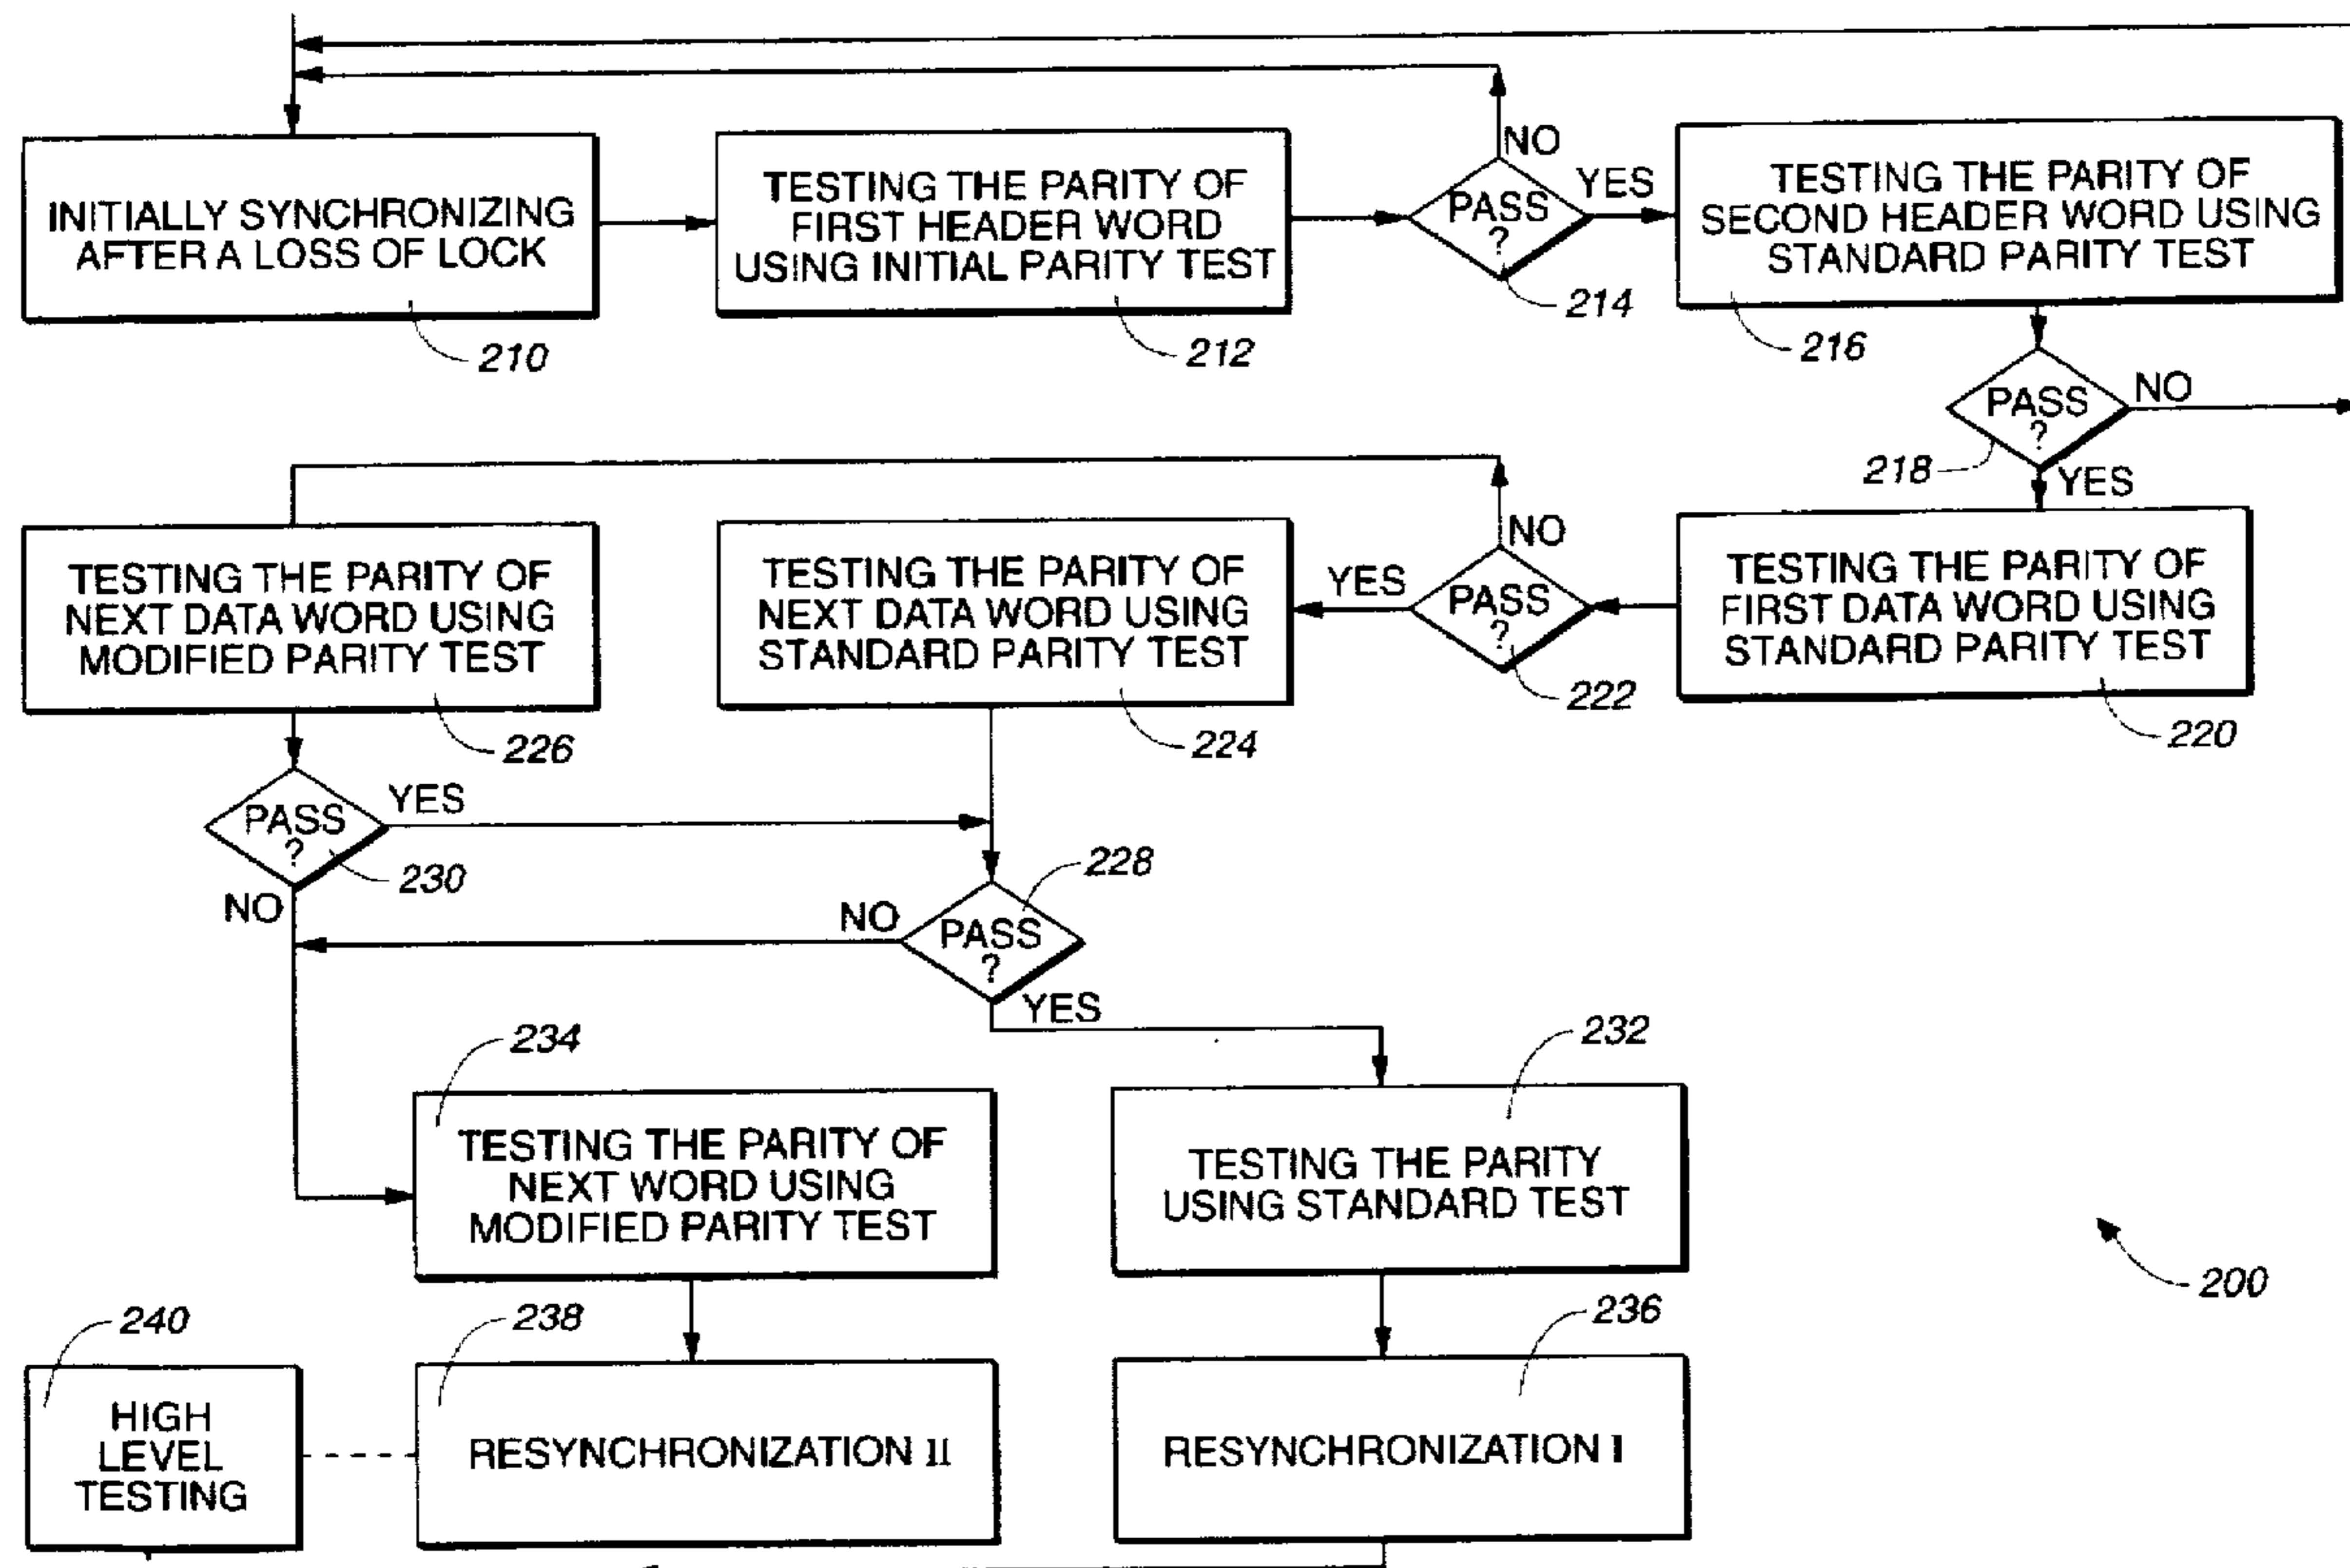 INITIALLY SYNCHRONIZING
AFTER A LOSS OF LOCK
210
TESTING THE PARITY OF
FIRST HEADER WORD
USING INITIAL PARITY TEST
212
NO
PASS
?
YES
214
TESTING THE PARITY OF
SECOND HEADER WORD USING
STANDARD PARITY TEST
216
PASS
?
NO
218
YES
TESTING THE PARITY OF
FIRST DATA WORD USING
STANDARD PARITY TEST
220
NO
PASS
?
YES
222
TESTING THE PARITY OF
NEXT DATA WORD USING
STANDARD PARITY TEST
224
TESTING THE PARITY OF
NEXT DATA WORD USING
MODIFIED PARITY TEST
226
PASS
?
YES
230
NO
228
PASS
?
NO
YES
234
TESTING THE PARITY OF
NEXT WORD USING
MODIFIED PARITY TEST
232
TESTING THE PARITY
USING STANDARD TEST
200
240
HIGH
LEVEL
TESTING
238
RESYNCHRONIZATION II
236
RESYNCHRONIZATION I